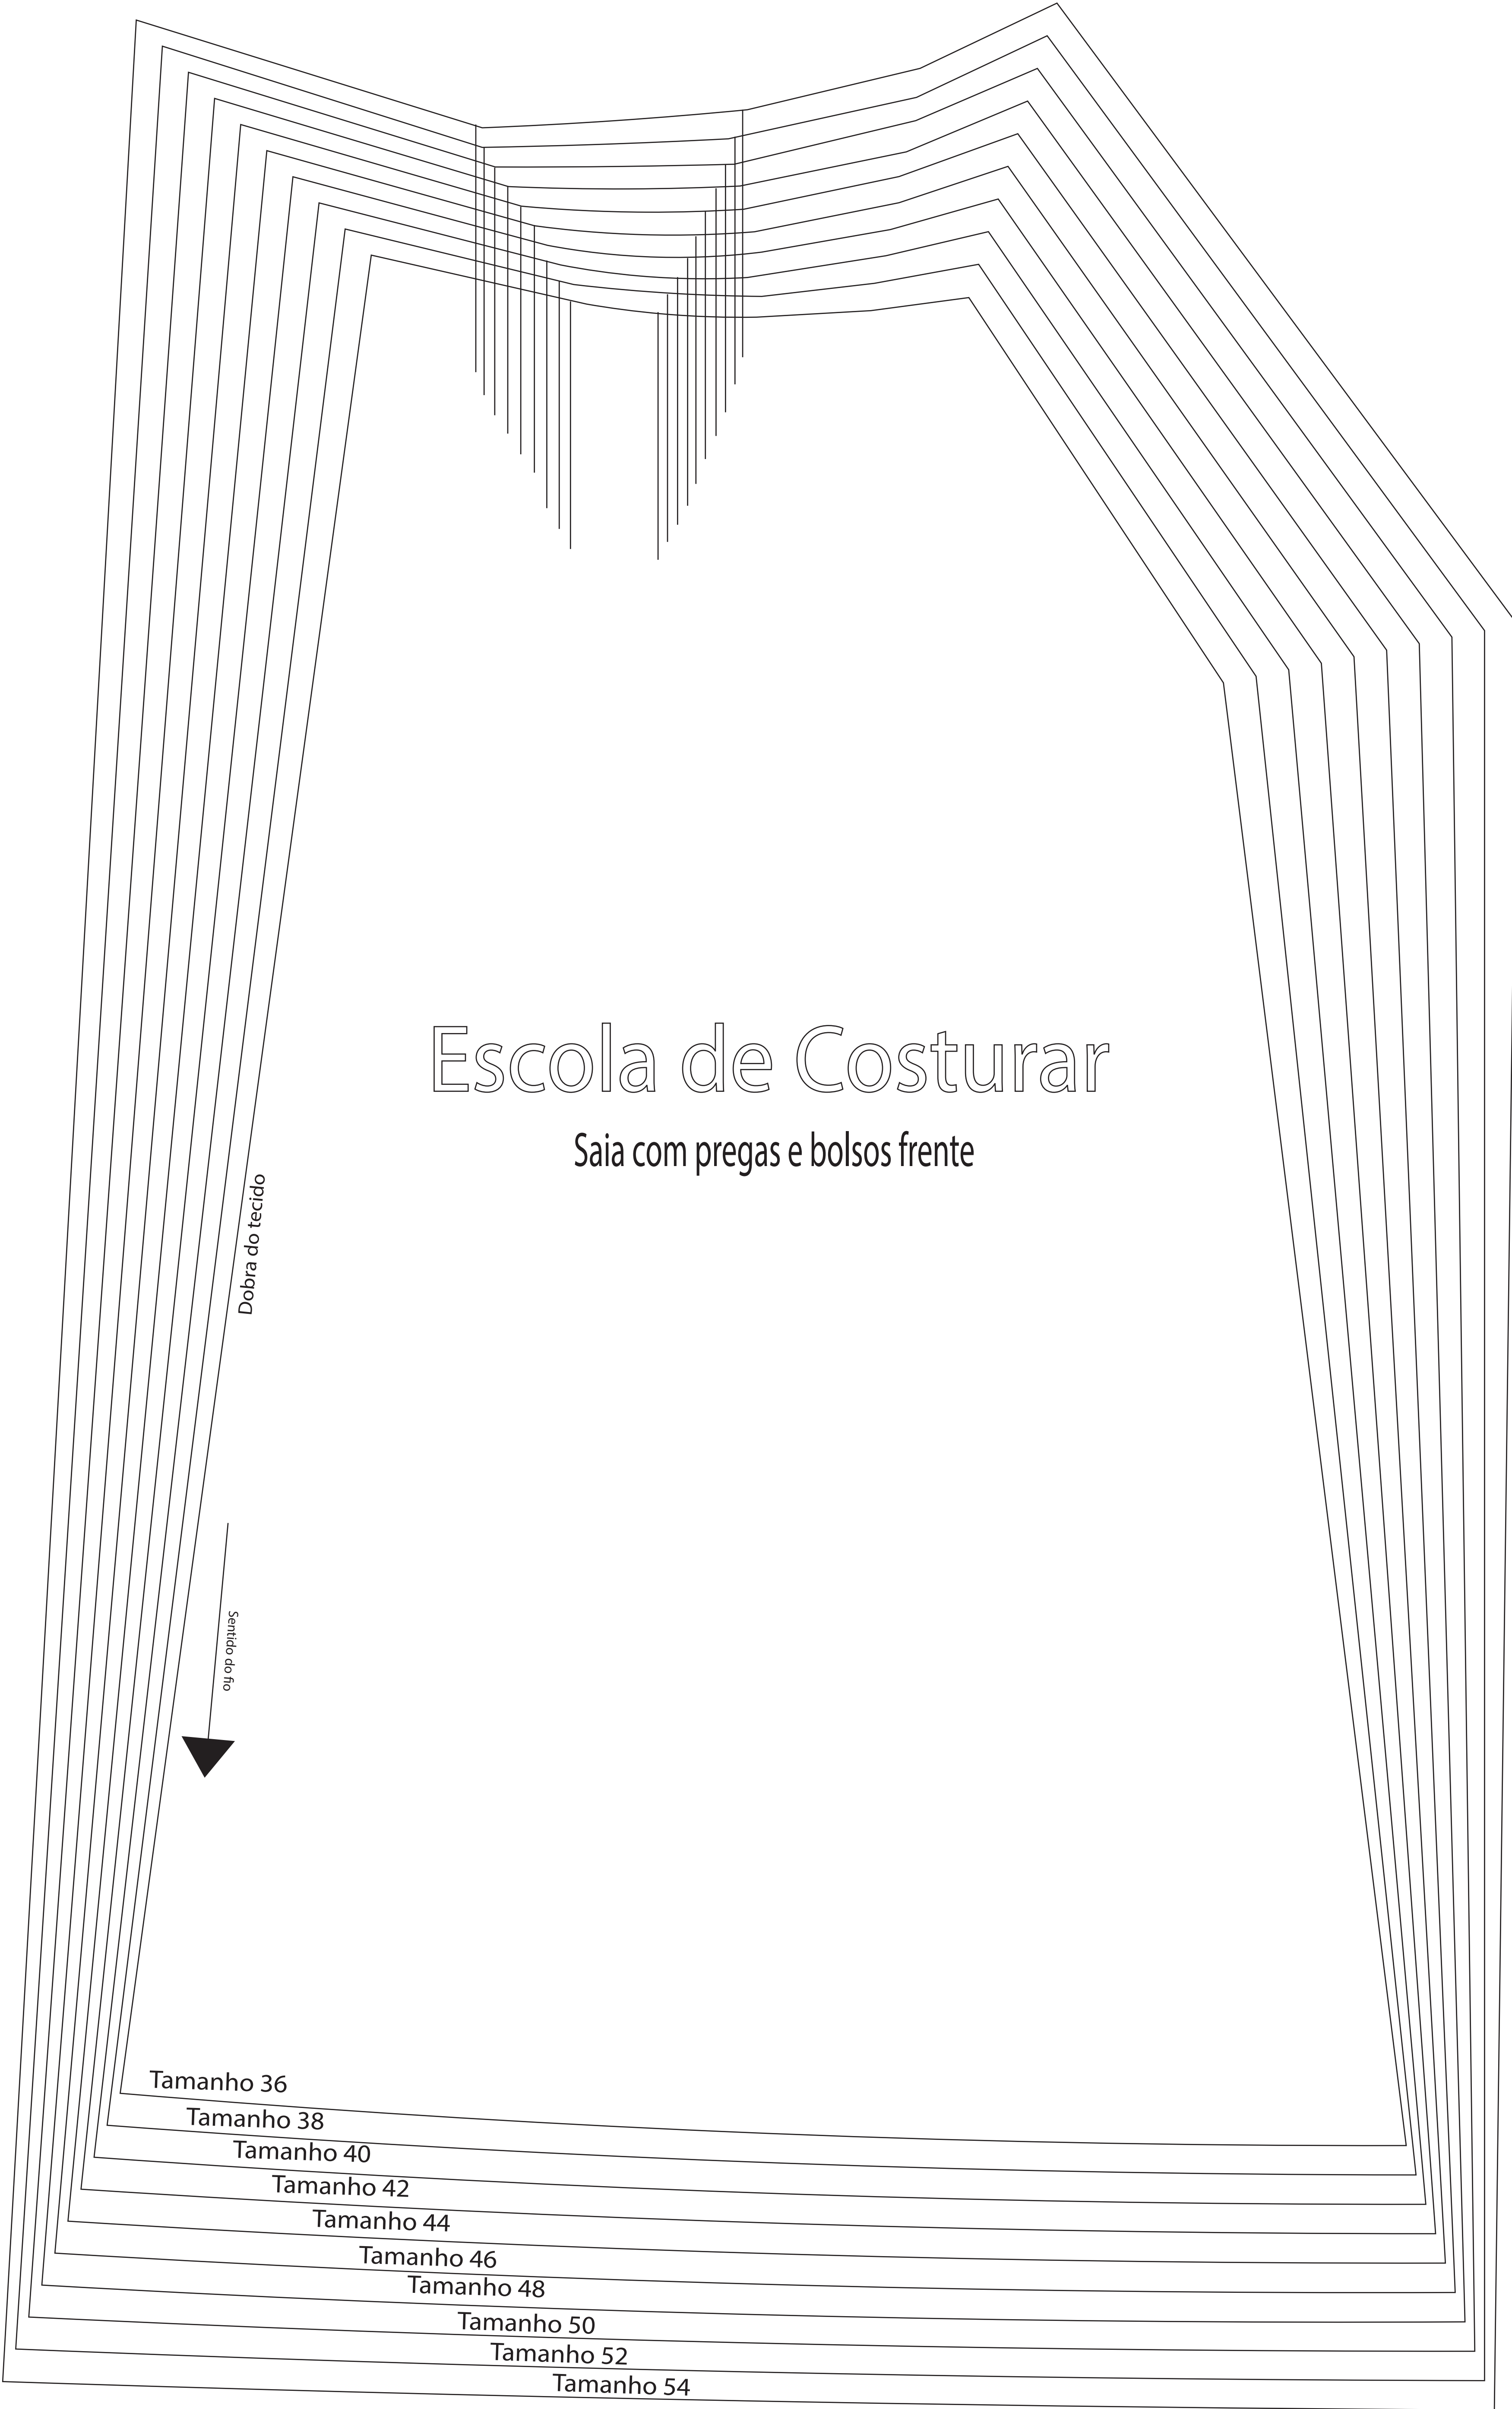 Escola de Costurar
Saia com pregas e bolsos frente
Dobra do tecido
Sentido do fio
Tamanho 36
Tamanho 38
Tamanho 40
Tamanho 42
Tamanho 44
Tamanho 46
Tamanho 48
Tamanho 50
Tamanho 52
Tamanho 54